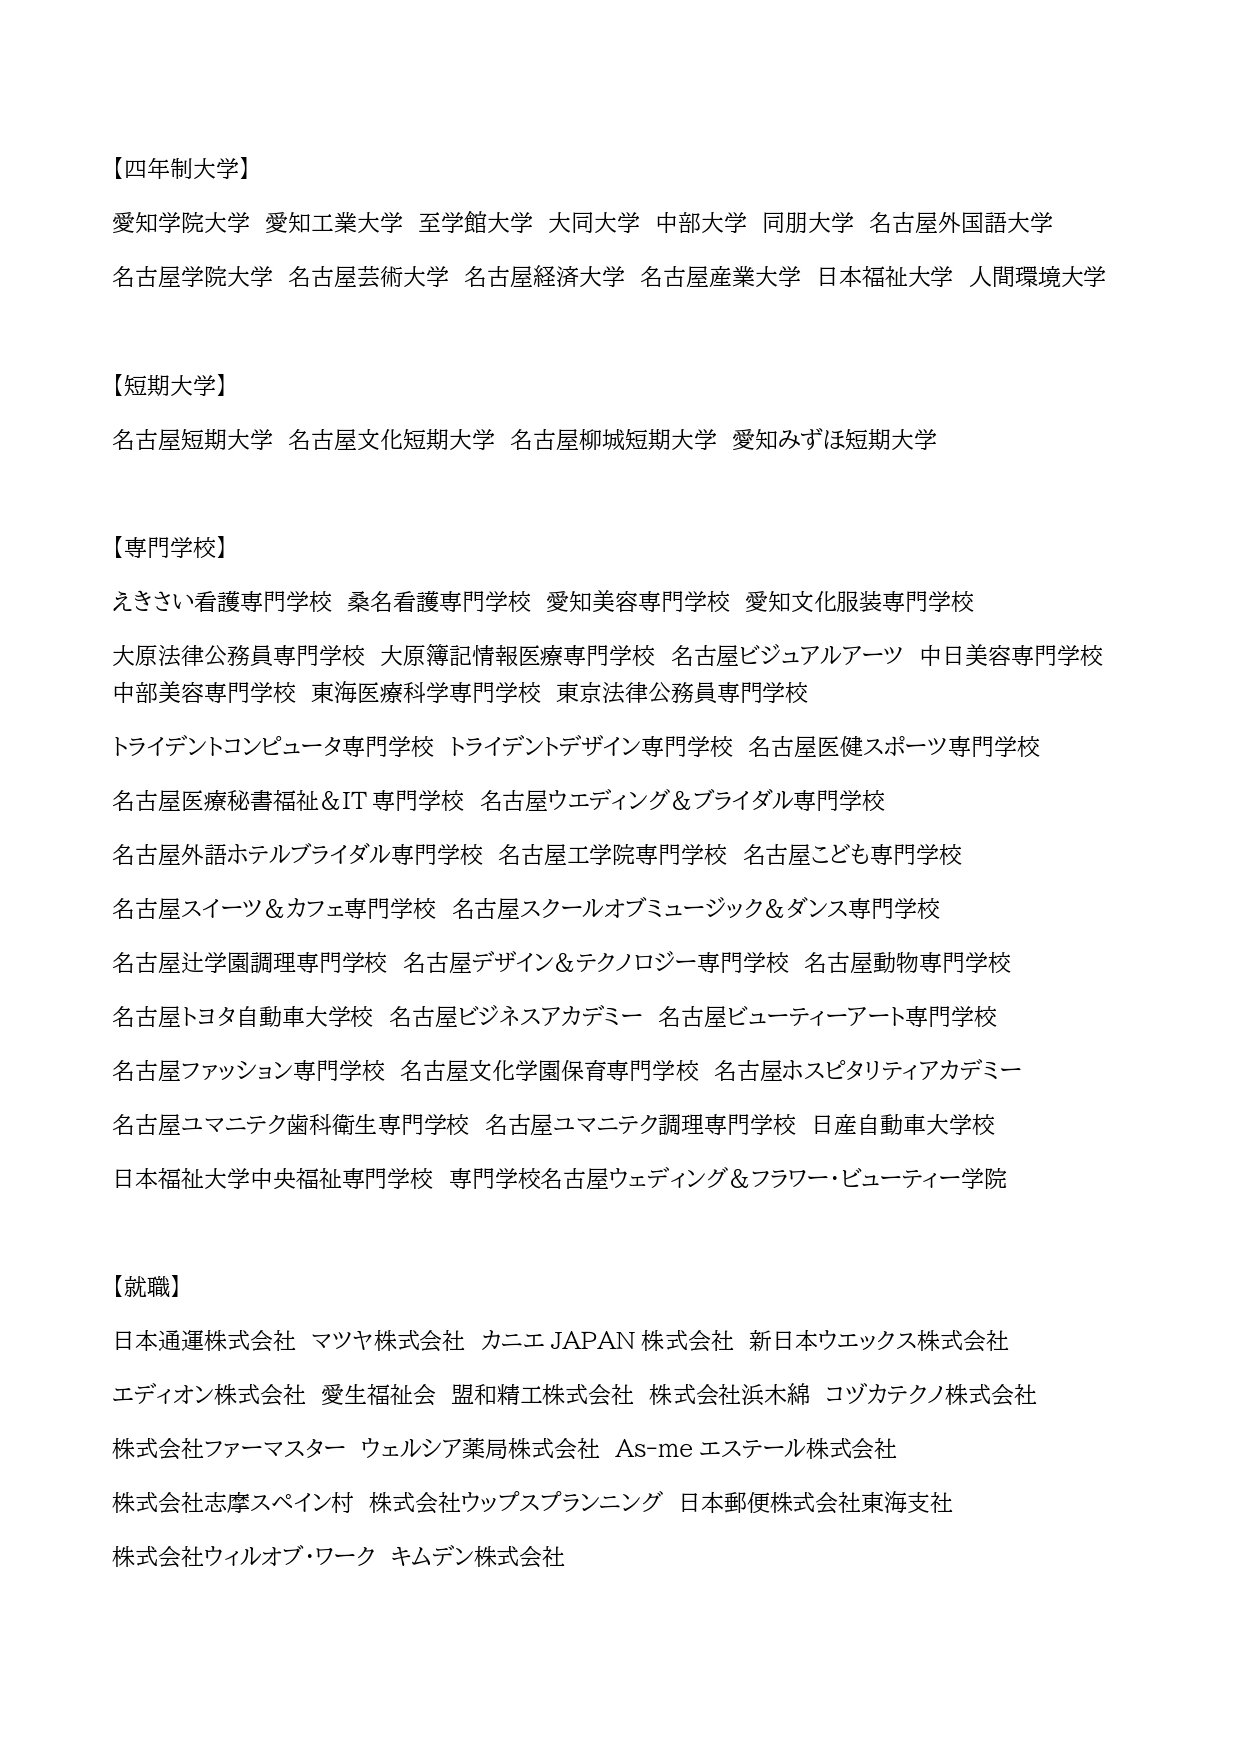 【四年制大学】
愛知学院大学　愛知工業大学　至学館大学　大同大学　中部大学　同朋大学　名古屋外国語大学
名古屋学院大学　名古屋芸術大学　名古屋経済大学　名古屋産業大学　日本福祉大学　人間環境大学
【短期大学】
名古屋短期大学　名古屋文化短期大学　名古屋柳城短期大学　愛知みずほ短期大学
【専門学校】
えきさい看護専門学校　桑名看護専門学校　愛知美容専門学校　愛知文化服装専門学校
大原法律公務員専門学校　大原簿記情報医療専門学校　名古屋ビジュアルアーツ　中日美容専門学校
中部美容専門学校　東海医療科学専門学校　東京法律公務員専門学校
トライデントコンピュータ専門学校　トライデントデザイン専門学校　名古屋医健スポーツ専門学校
名古屋医療秘書福祉＆IT専門学校　名古屋ウエディング＆ブライダル専門学校
名古屋外語ホテルブライダル専門学校　名古屋工学院専門学校　名古屋こども専門学校
名古屋スイーツ＆カフェ専門学校　名古屋スクールオブミュージック＆ダンス専門学校
名古屋辻学園調理専門学校　名古屋デザイン＆テクノロジー専門学校　名古屋動物専門学校
名古屋トヨタ自動車大学校　名古屋ビジネスアカデミー　名古屋ビューティーアート専門学校
名古屋ファッション専門学校　名古屋文化学園保育専門学校　名古屋ホスピタリティアカデミー
名古屋ユマニテク歯科衛生専門学校　名古屋ユマニテク調理専門学校　日産自動車大学校
日本福祉大学中央福祉専門学校　専門学校名古屋ウェディング＆フラワー・ビューティー学院
【就職】
日本通運株式会社　マツヤ株式会社　カニエJAPAN株式会社　新日本ウエックス株式会社
エディオン株式会社　愛生福祉会　盟和精工株式会社　株式会社浜木綿　コヅカテクノ株式会社
株式会社ファーマスター　ウェルシア薬局株式会社　As-meエステール株式会社
株式会社志摩スペイン村　株式会社ウップスプランニング　日本郵便株式会社東海支社
株式会社ウィルオブ・ワーク　キムデン株式会社